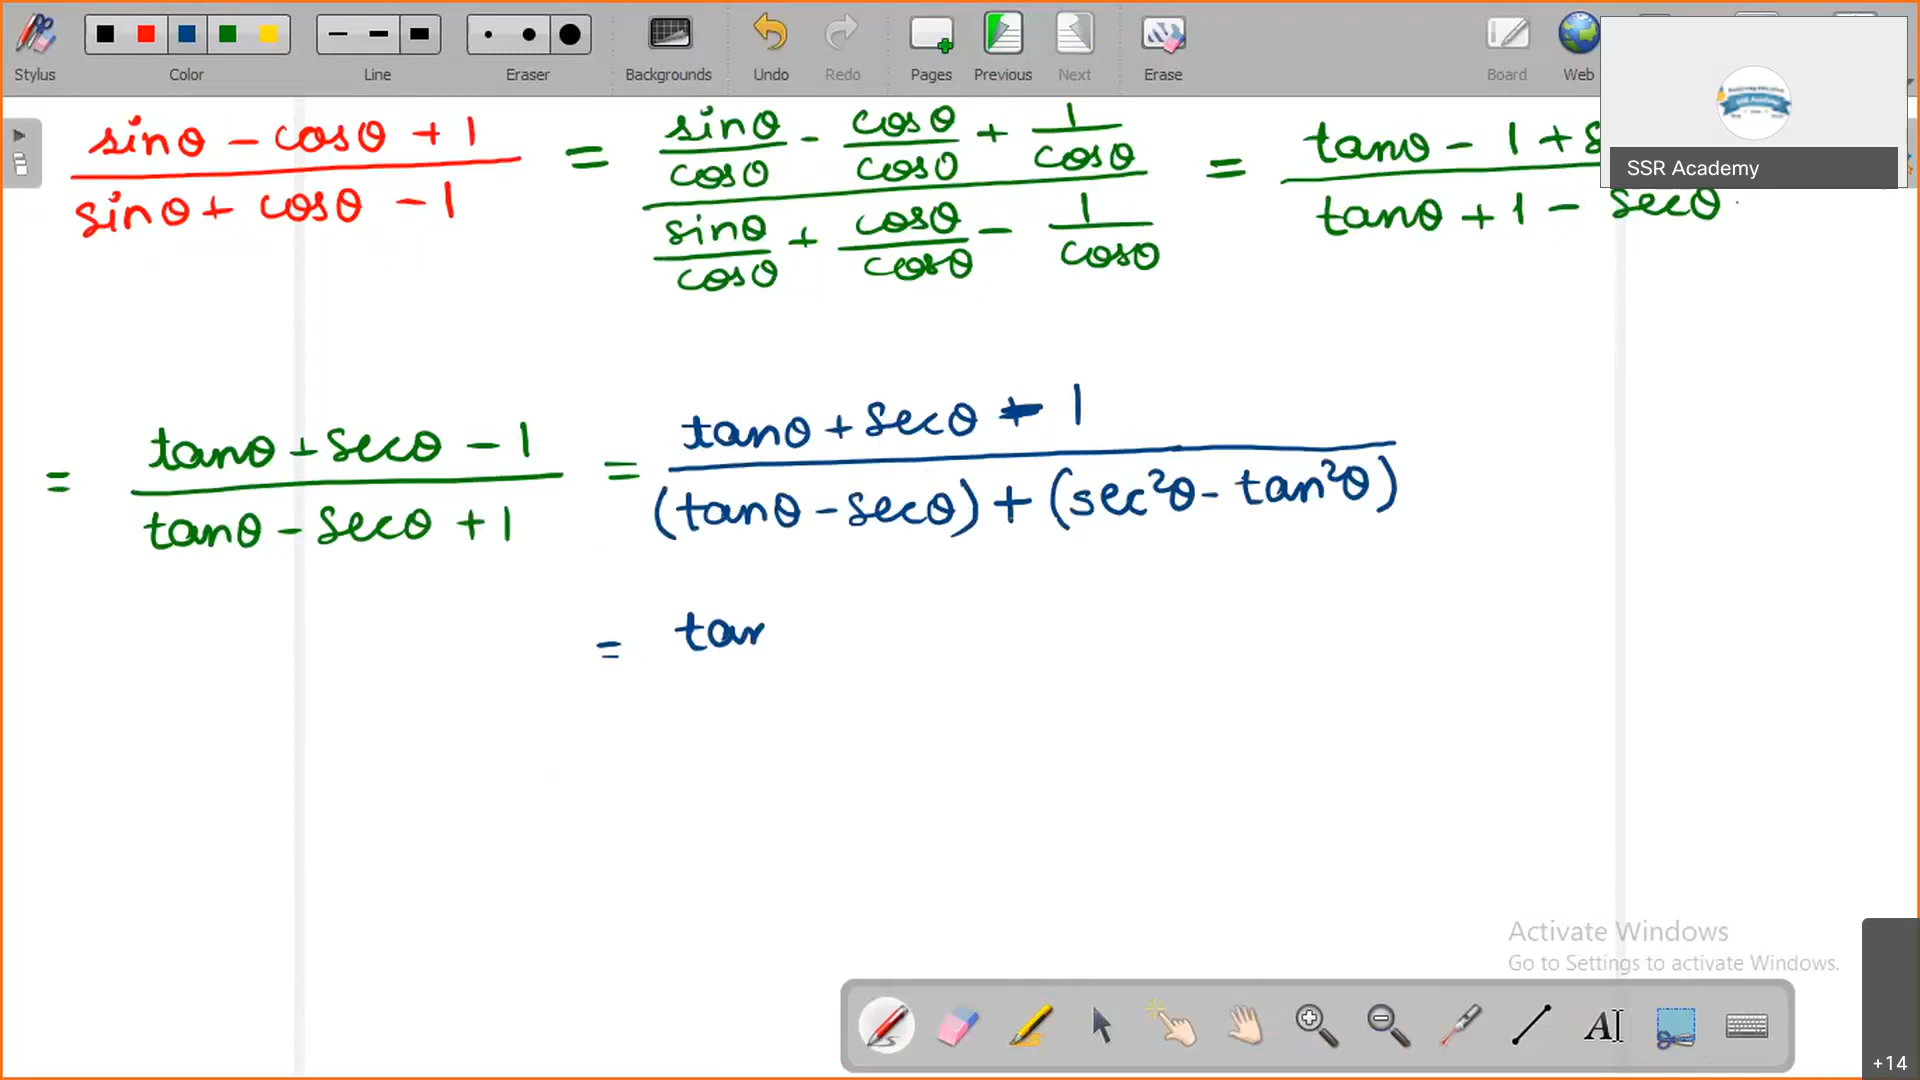 Stylus Color Line Eraser Backgrounds Undo Redo Pages Previous Next Erase Board Web
SSR Academy
sinθ - cosθ + 1 / sinθ + cosθ - 1 = sinθ/cosθ - cosθ/cosθ + 1/cosθ / sinθ/cosθ + cosθ/cosθ - 1/cosθ = tanθ - 1 + / tanθ + 1 - secθ
= tanθ + secθ - 1 / tanθ - secθ + 1 = tanθ + secθ - 1 / (tanθ - secθ) + (sec²θ - tan²θ)
= tan
Activate Windows
Go to Settings to activate Windows.
+14